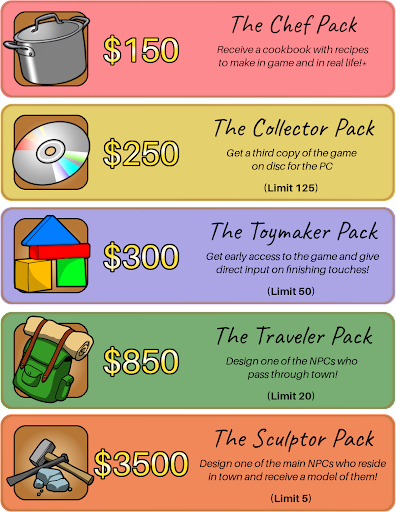 The Chef Pack
$150
Receive a cookbook with recipes
to make in game and in real life!+
The Collector Pack
$250
Get a third copy of the game
on disc for the PC
(Limit 125)
The Toymaker Pack
$300
Get early access to the game and give
direct input on finishing touches!
(Limit 50)
The Traveler Pack
$850
Design one of the NPCs who
pass through town!
(Limit 20)
The Sculptor Pack
$3500
Design one of the main NPCs who reside
in town and receive a model of them!
(Limit 5)